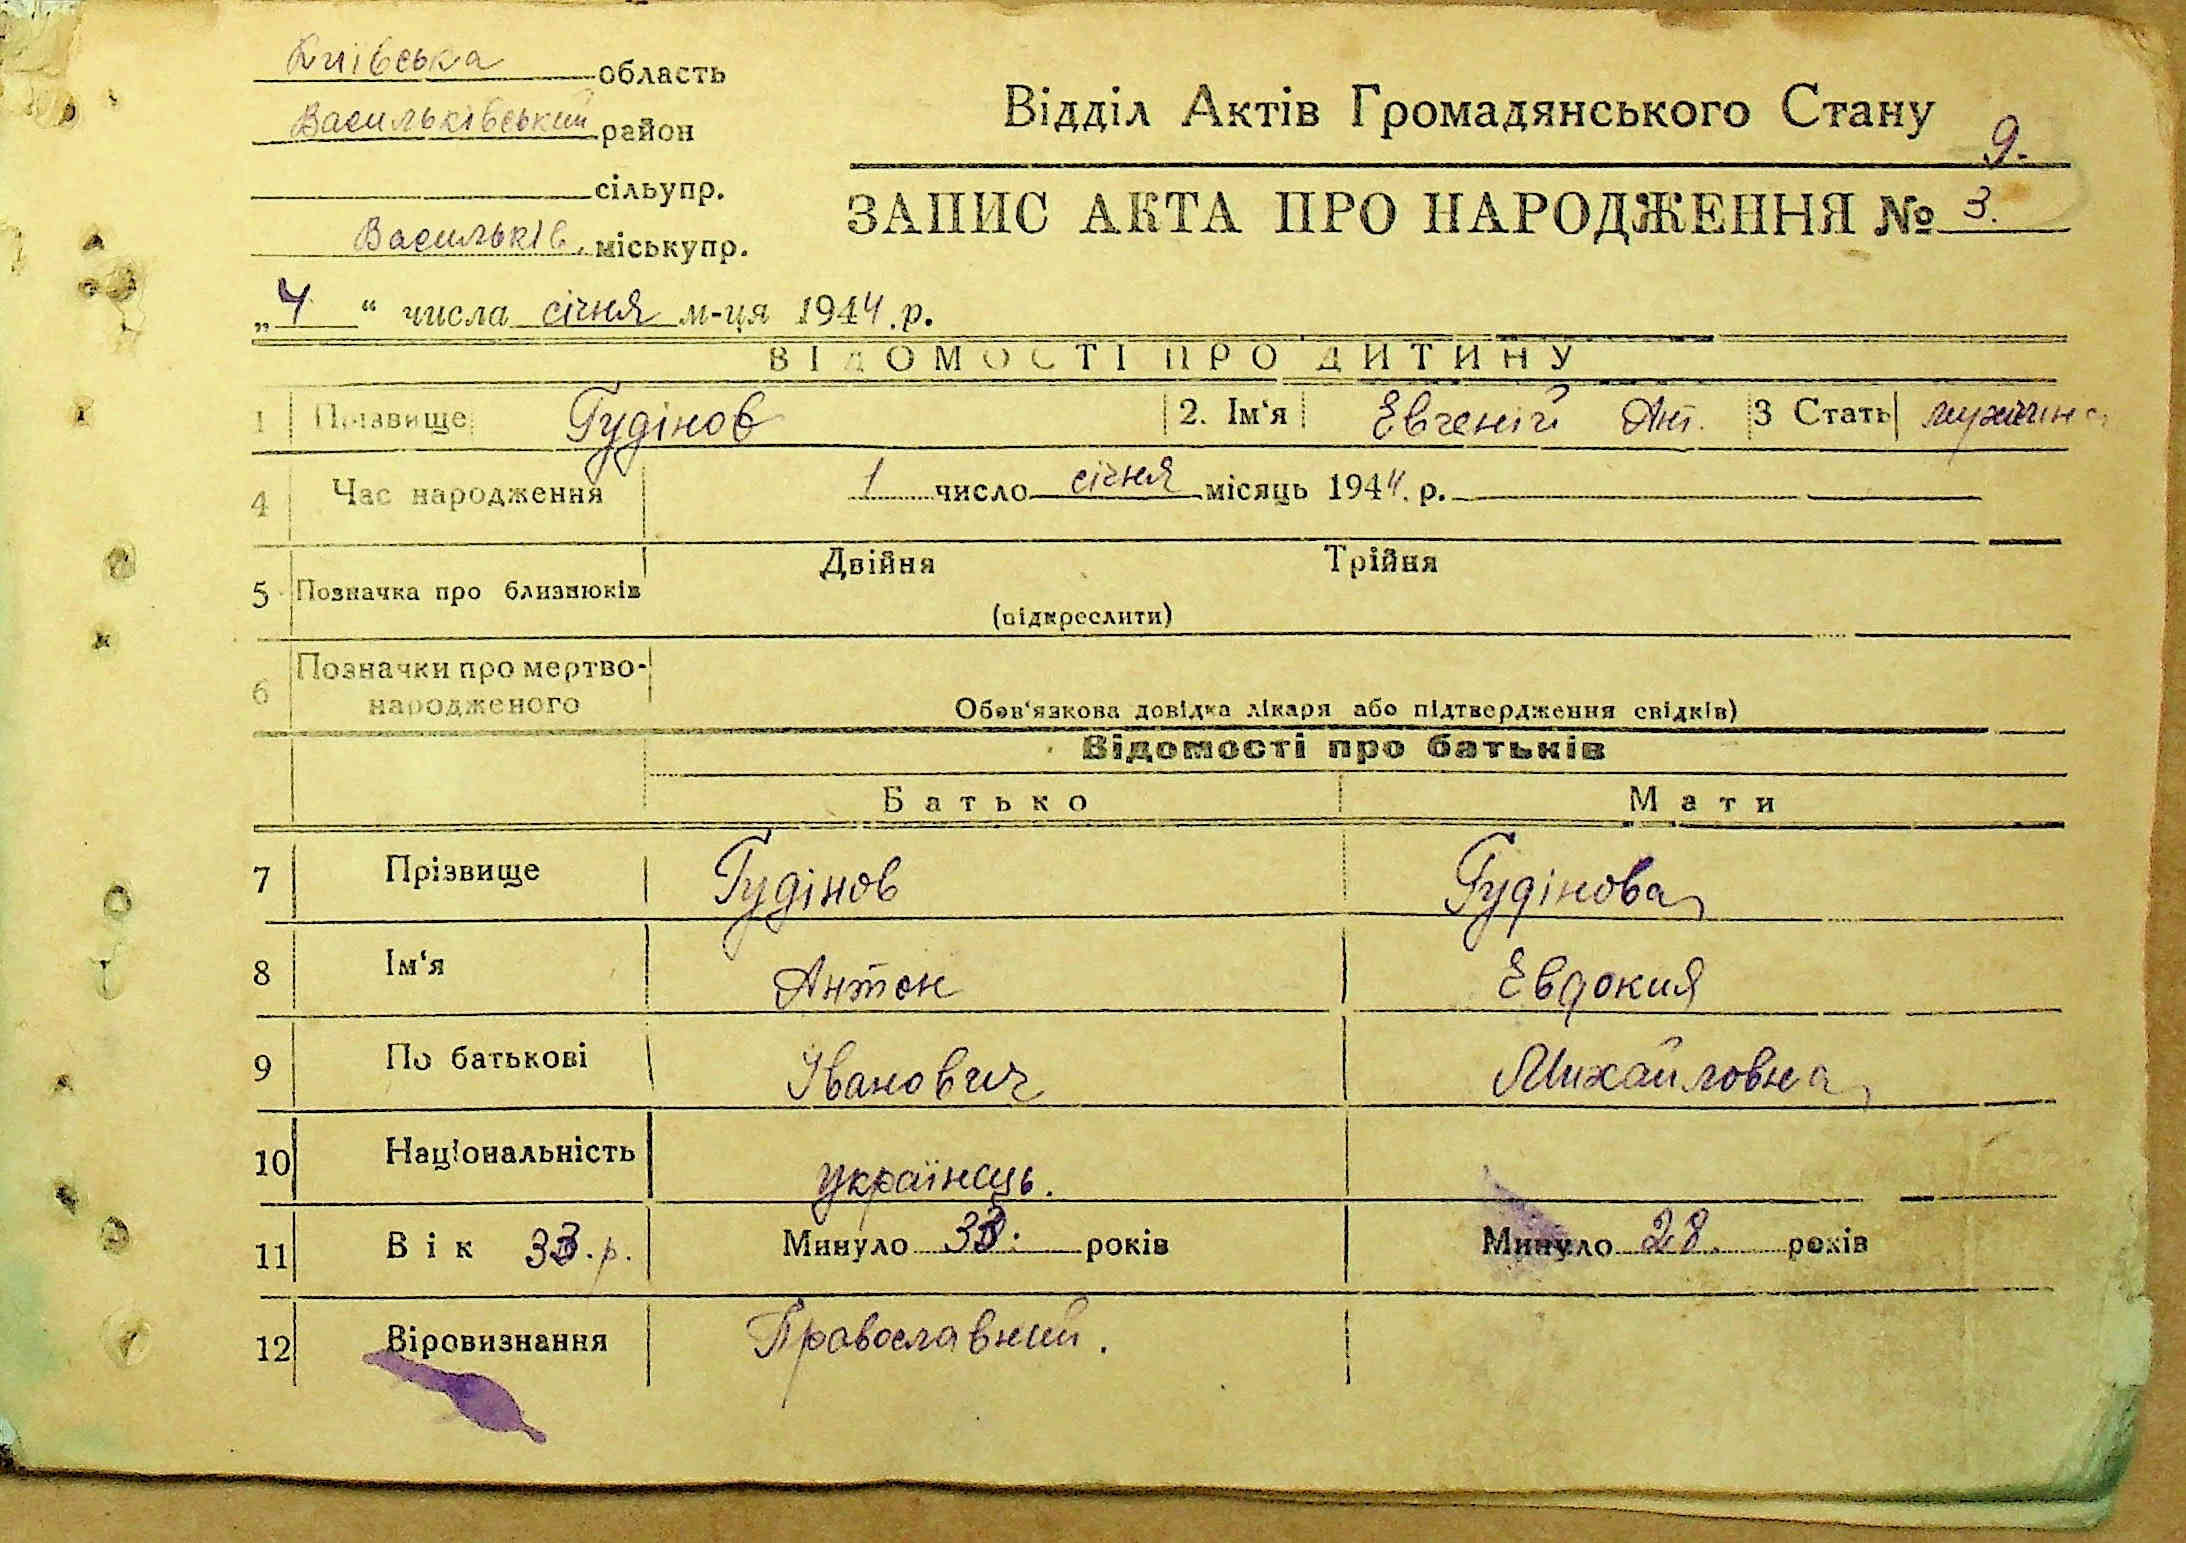 Київська область
Васильківський район
сільупр.
Васильків. міськупр.
Відділ Актів Громадянського Стану
9.
ЗАПИС АКТА ПРО НАРОДЖЕННЯ № 3.
„4“ числа січня м-ця 1944. р.
ВІДОМОСТІ ПРО ДИТИНУ
1 Прізвище Гудінов 2. Ім‘я Евгеній Ант. 3 Стать мужчина
4 Час народження 1 число січня місяць 1944. р.
5 Позначка про близнюків Двійня Трійня
(підкреслити)
6 Позначки про мертво-
народженого
Обов‘язкова довідка лікаря або підтвердження свідків)
Відомості про батьків
Батько Мати
7 Прізвище Гудінов Гудінова
8 Ім‘я Антон Евдокия
9 По батькові Іванович Михайловна
10 Національність українець.
11 Вік 33.р. Минуло 33. років Минуло 28. років
12 Віровизнання Православний.